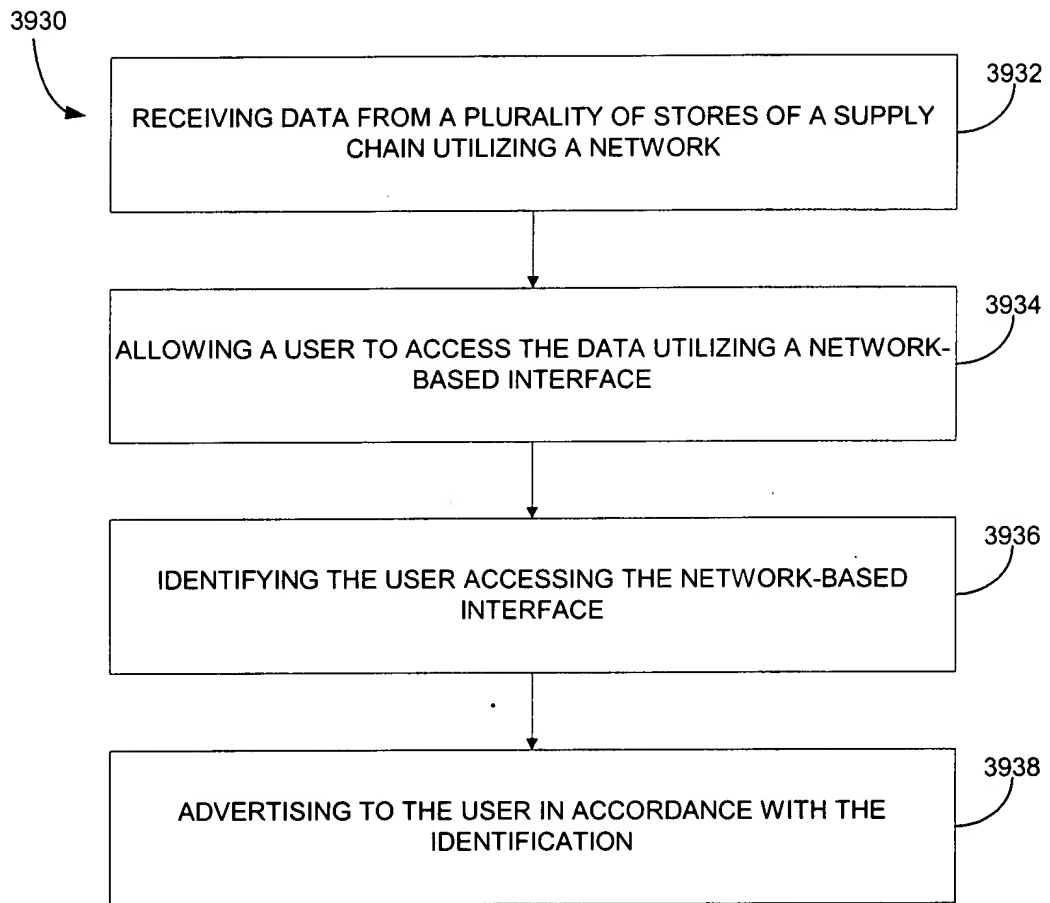 3930
3932
RECEIVING DATA FROM A PLURALITY OF STORES OF A SUPPLY
CHAIN UTILIZING A NETWORK
3934
ALLOWING A USER TO ACCESS THE DATA UTILIZING A NETWORK-
BASED INTERFACE
3936
IDENTIFYING THE USER ACCESSING THE NETWORK-BASED
INTERFACE
3938
ADVERTISING TO THE USER IN ACCORDANCE WITH THE
IDENTIFICATION